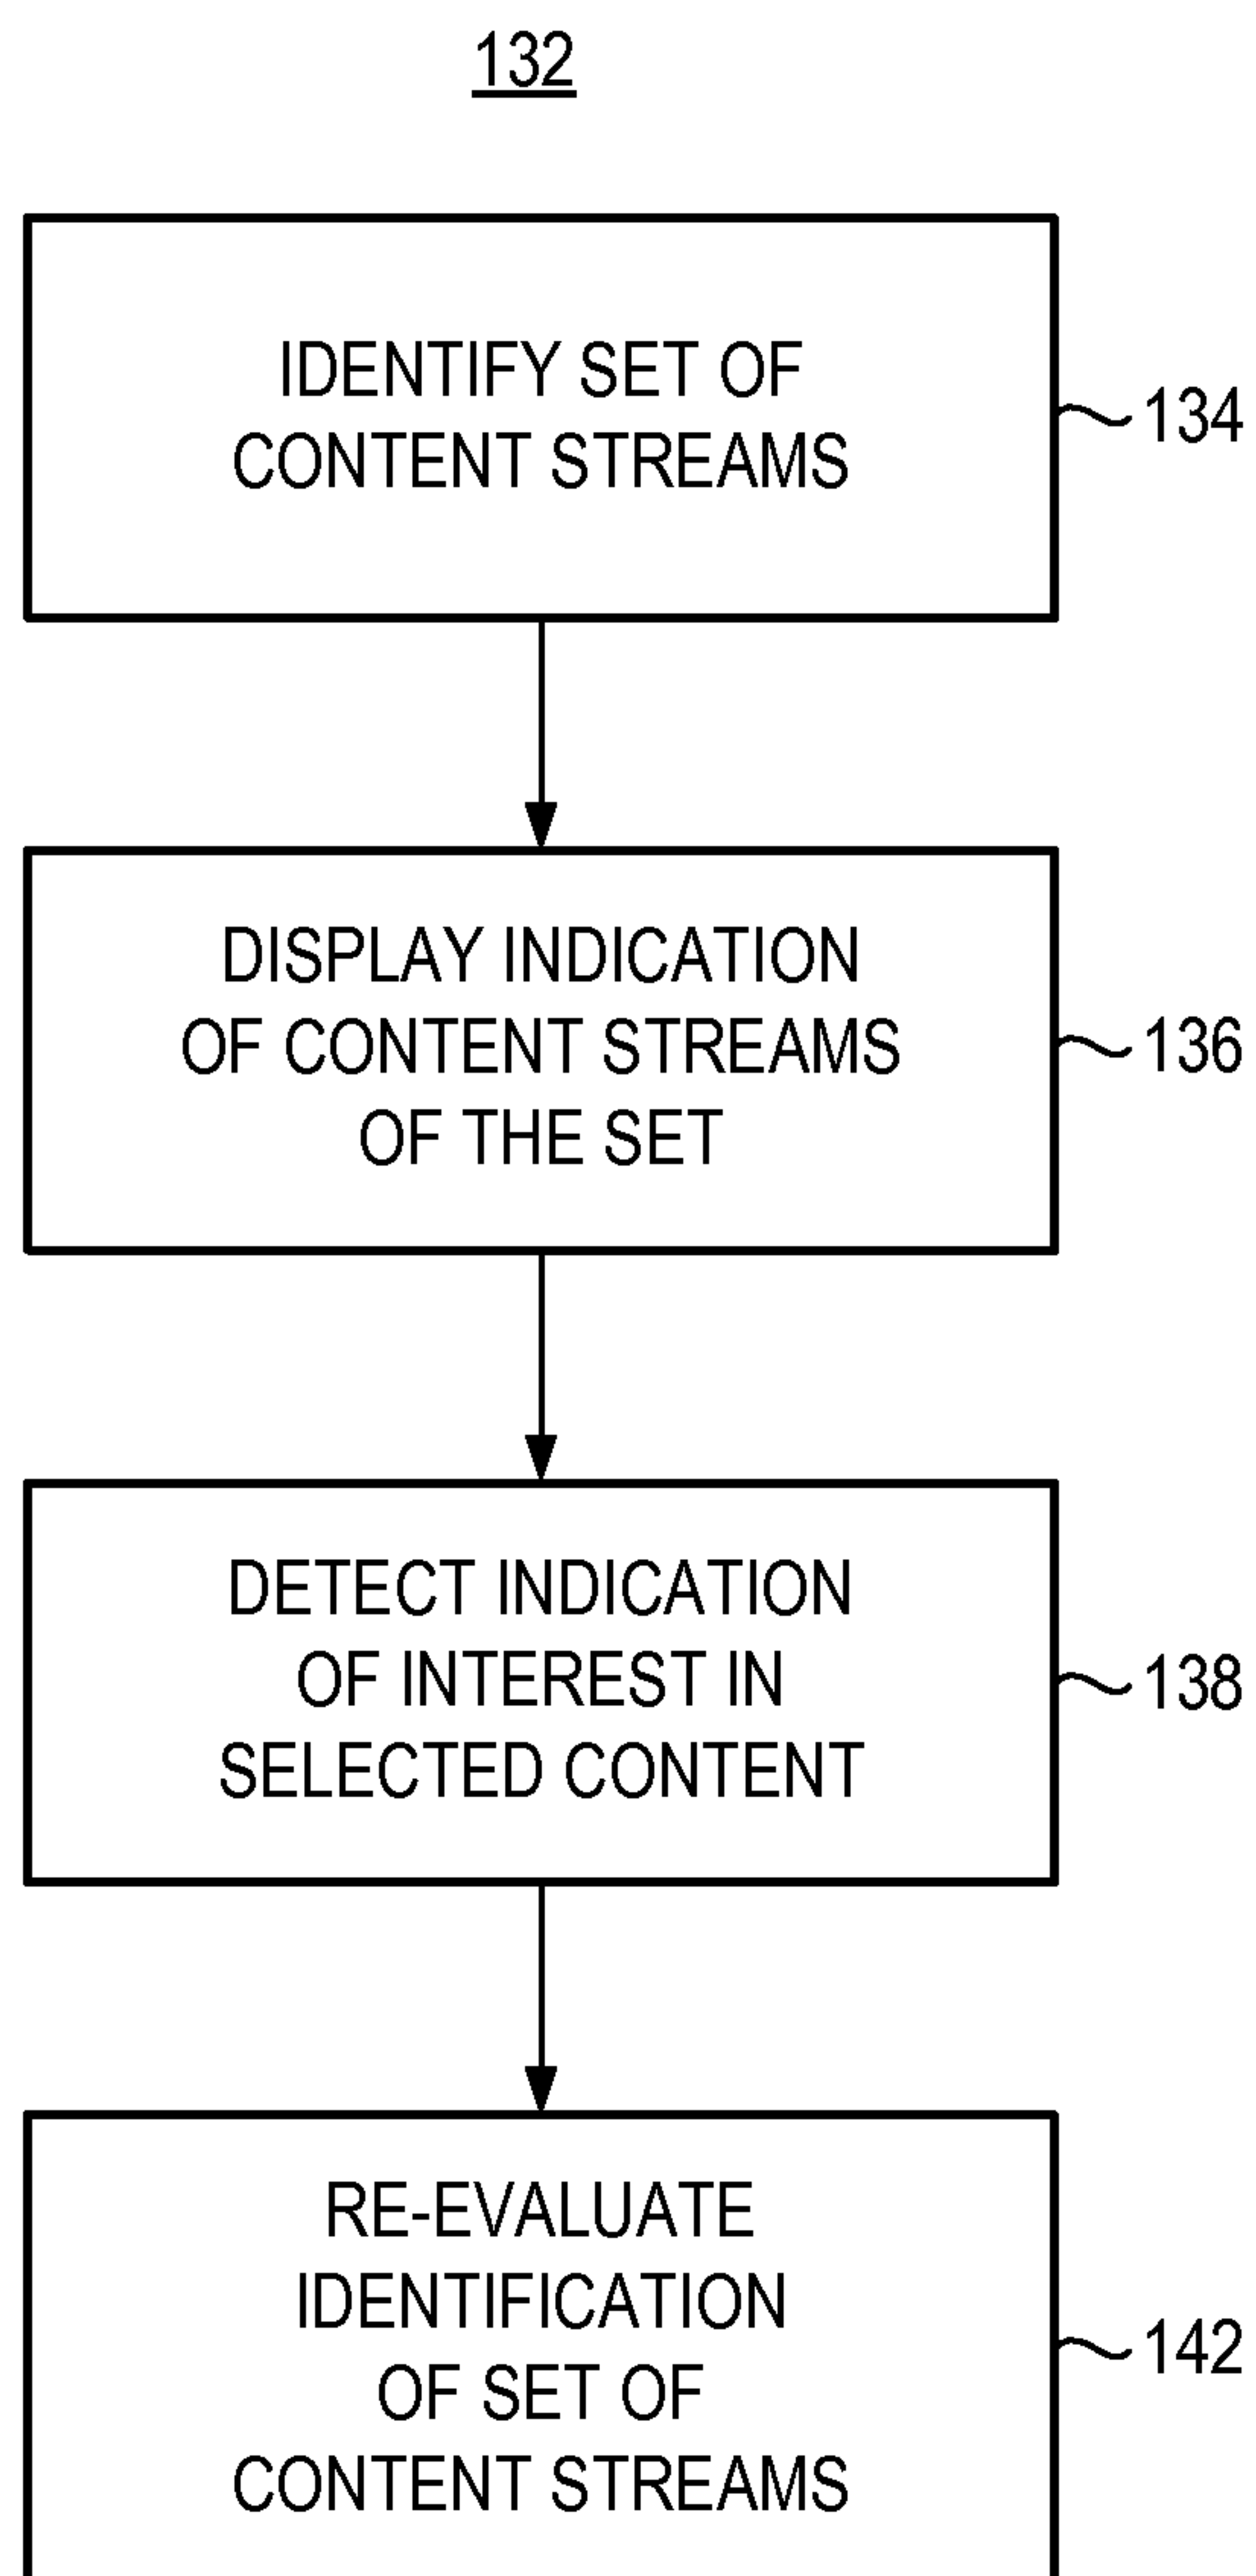 132
IDENTIFY SET OF
CONTENT STREAMS
134
DISPLAY INDICATION
OF CONTENT STREAMS
OF THE SET
136
DETECT INDICATION
OF INTEREST IN
SELECTED CONTENT
138
RE-EVALUATE
IDENTIFICATION
OF SET OF
CONTENT STREAMS
142